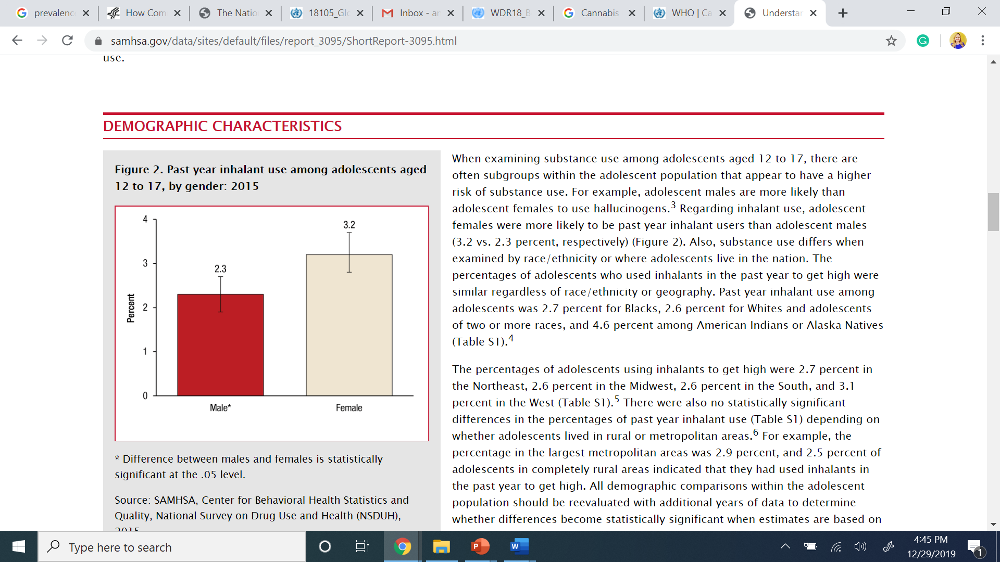 prevalenc
How Com
The Natio
18105_Glo
Inbox - an
WDR18_B
Cannabis
WHO | Ca
Understan
samhsa.gov/data/sites/default/files/report_3095/ShortReport-3095.html
use.
DEMOGRAPHIC CHARACTERISTICS
Figure 2. Past year inhalant use among adolescents aged
12 to 17, by gender: 2015
4
3
2
1
0
Percent
2.3
3.2
Male*
Female
* Difference between males and females is statistically
significant at the .05 level.
Source: SAMHSA, Center for Behavioral Health Statistics and
Quality, National Survey on Drug Use and Health (NSDUH),
2015
When examining substance use among adolescents aged 12 to 17, there are
often subgroups within the adolescent population that appear to have a higher
risk of substance use. For example, adolescent males are more likely than
adolescent females to use hallucinogens.3 Regarding inhalant use, adolescent
females were more likely to be past year inhalant users than adolescent males
(3.2 vs. 2.3 percent, respectively) (Figure 2). Also, substance use differs when
examined by race/ethnicity or where adolescents live in the nation. The
percentages of adolescents who used inhalants in the past year to get high were
similar regardless of race/ethnicity or geography. Past year inhalant use among
adolescents was 2.7 percent for Blacks, 2.6 percent for Whites and adolescents
of two or more races, and 4.6 percent among American Indians or Alaska Natives
(Table S1).4
The percentages of adolescents using inhalants to get high were 2.7 percent in
the Northeast, 2.6 percent in the Midwest, 2.6 percent in the South, and 3.1
percent in the West (Table S1).5 There were also no statistically significant
differences in the percentages of past year inhalant use (Table S1) depending on
whether adolescents lived in rural or metropolitan areas.6 For example, the
percentage in the largest metropolitan areas was 2.9 percent, and 2.5 percent of
adolescents in completely rural areas indicated that they had used inhalants in
the past year to get high. All demographic comparisons within the adolescent
population should be reevaluated with additional years of data to determine
whether differences become statistically significant when estimates are based on
Type here to search
4:45 PM
12/29/2019
1